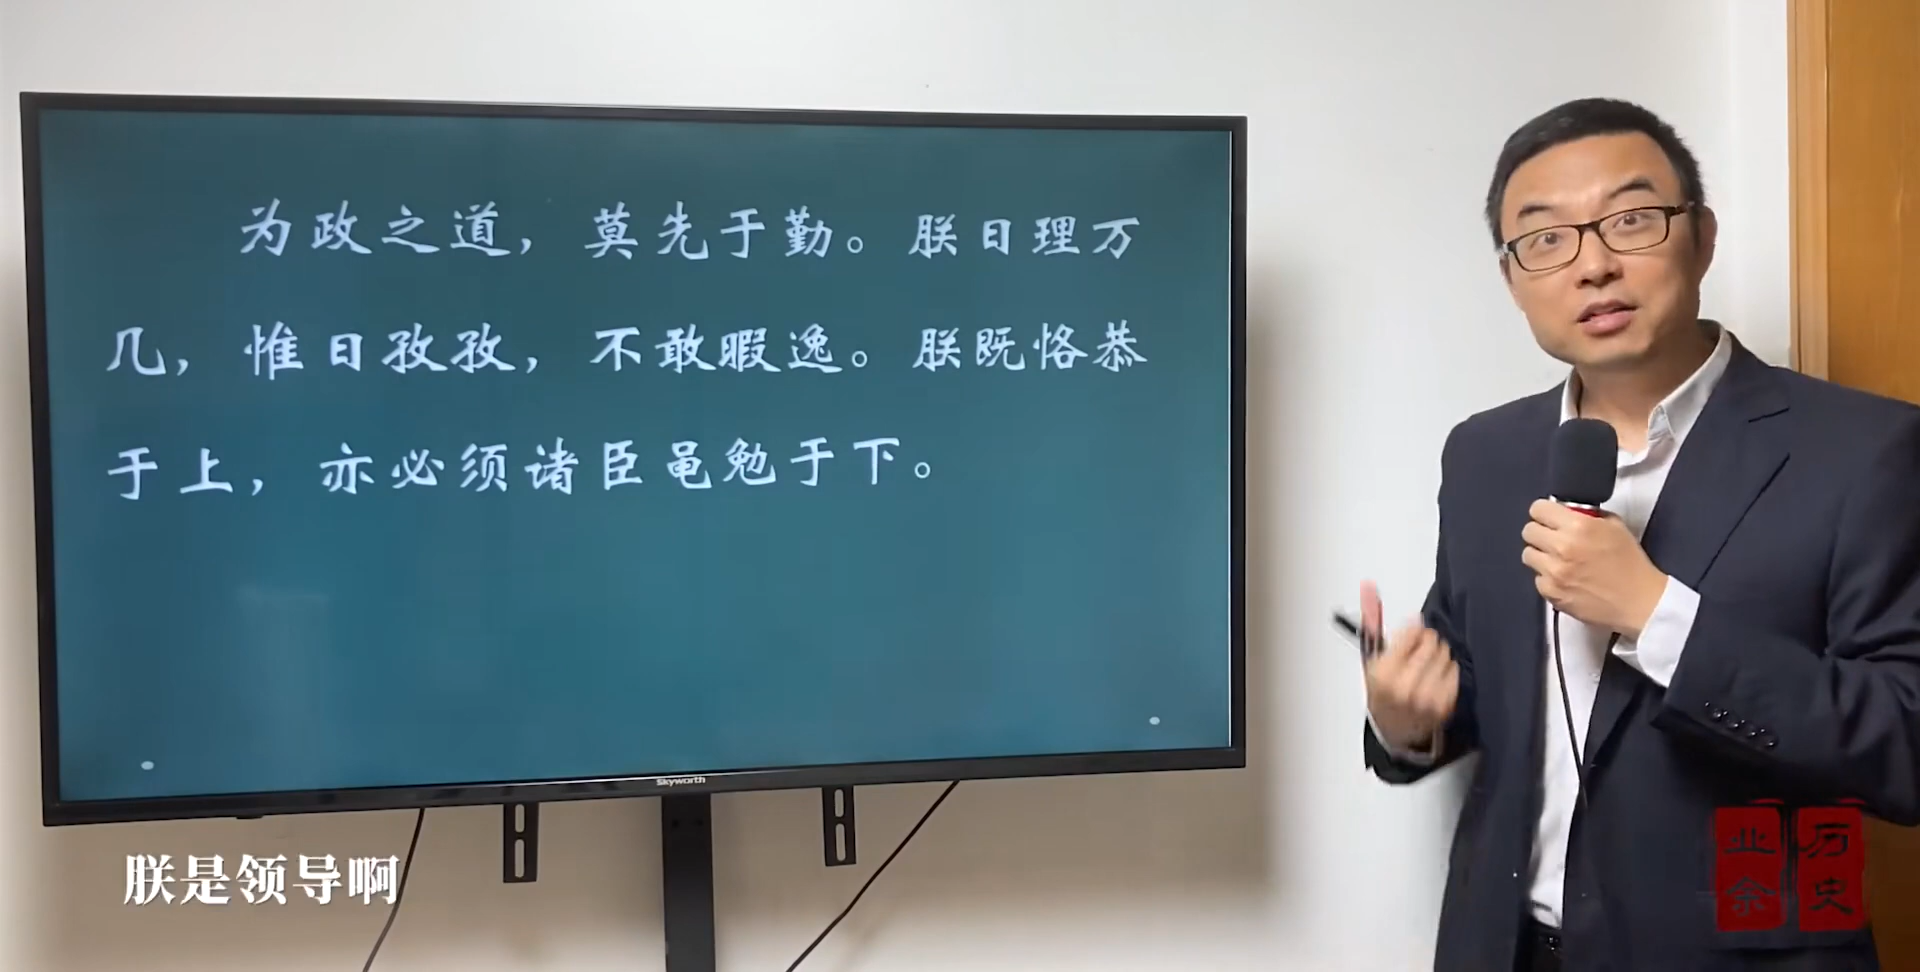 为政之道，莫先于勤。朕日理万
几，惟日孜孜，不敢暇逸。朕既恪恭
于上，亦必须诸臣黾勉于下。
Skyworth
朕是领导啊
历史
业余